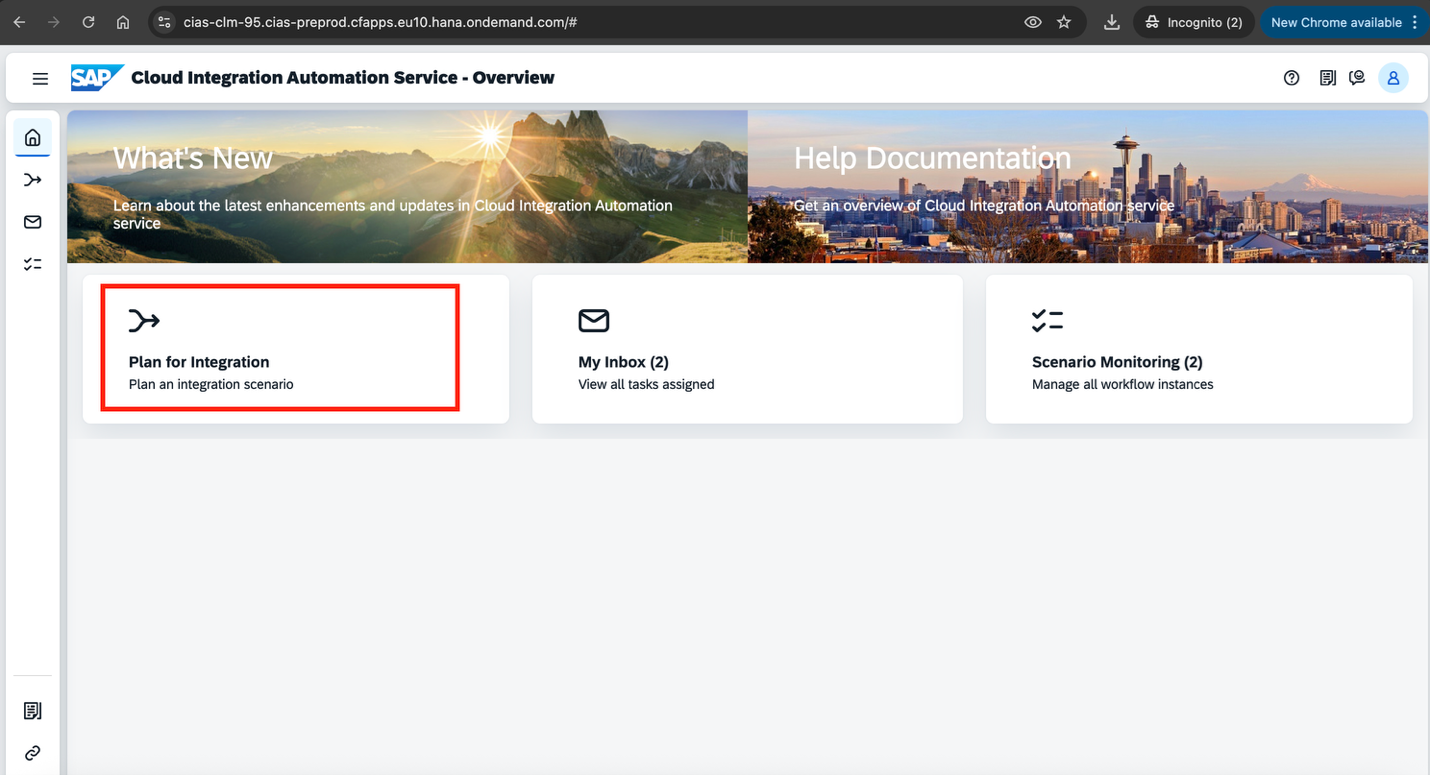 cias-clm-95.cias-preprod.cfapps.eu10.hana.ondemand.com/#
Incognito (2)
New Chrome available
SAP
Cloud Integration Automation Service - Overview
What's New
Learn about the latest enhancements and updates in Cloud Integration Automation
service
Help Documentation
Get an overview of Cloud Integration Automation service
Plan for Integration
Plan an integration scenario
My Inbox (2)
View all tasks assigned
Scenario Monitoring (2)
Manage all workflow instances